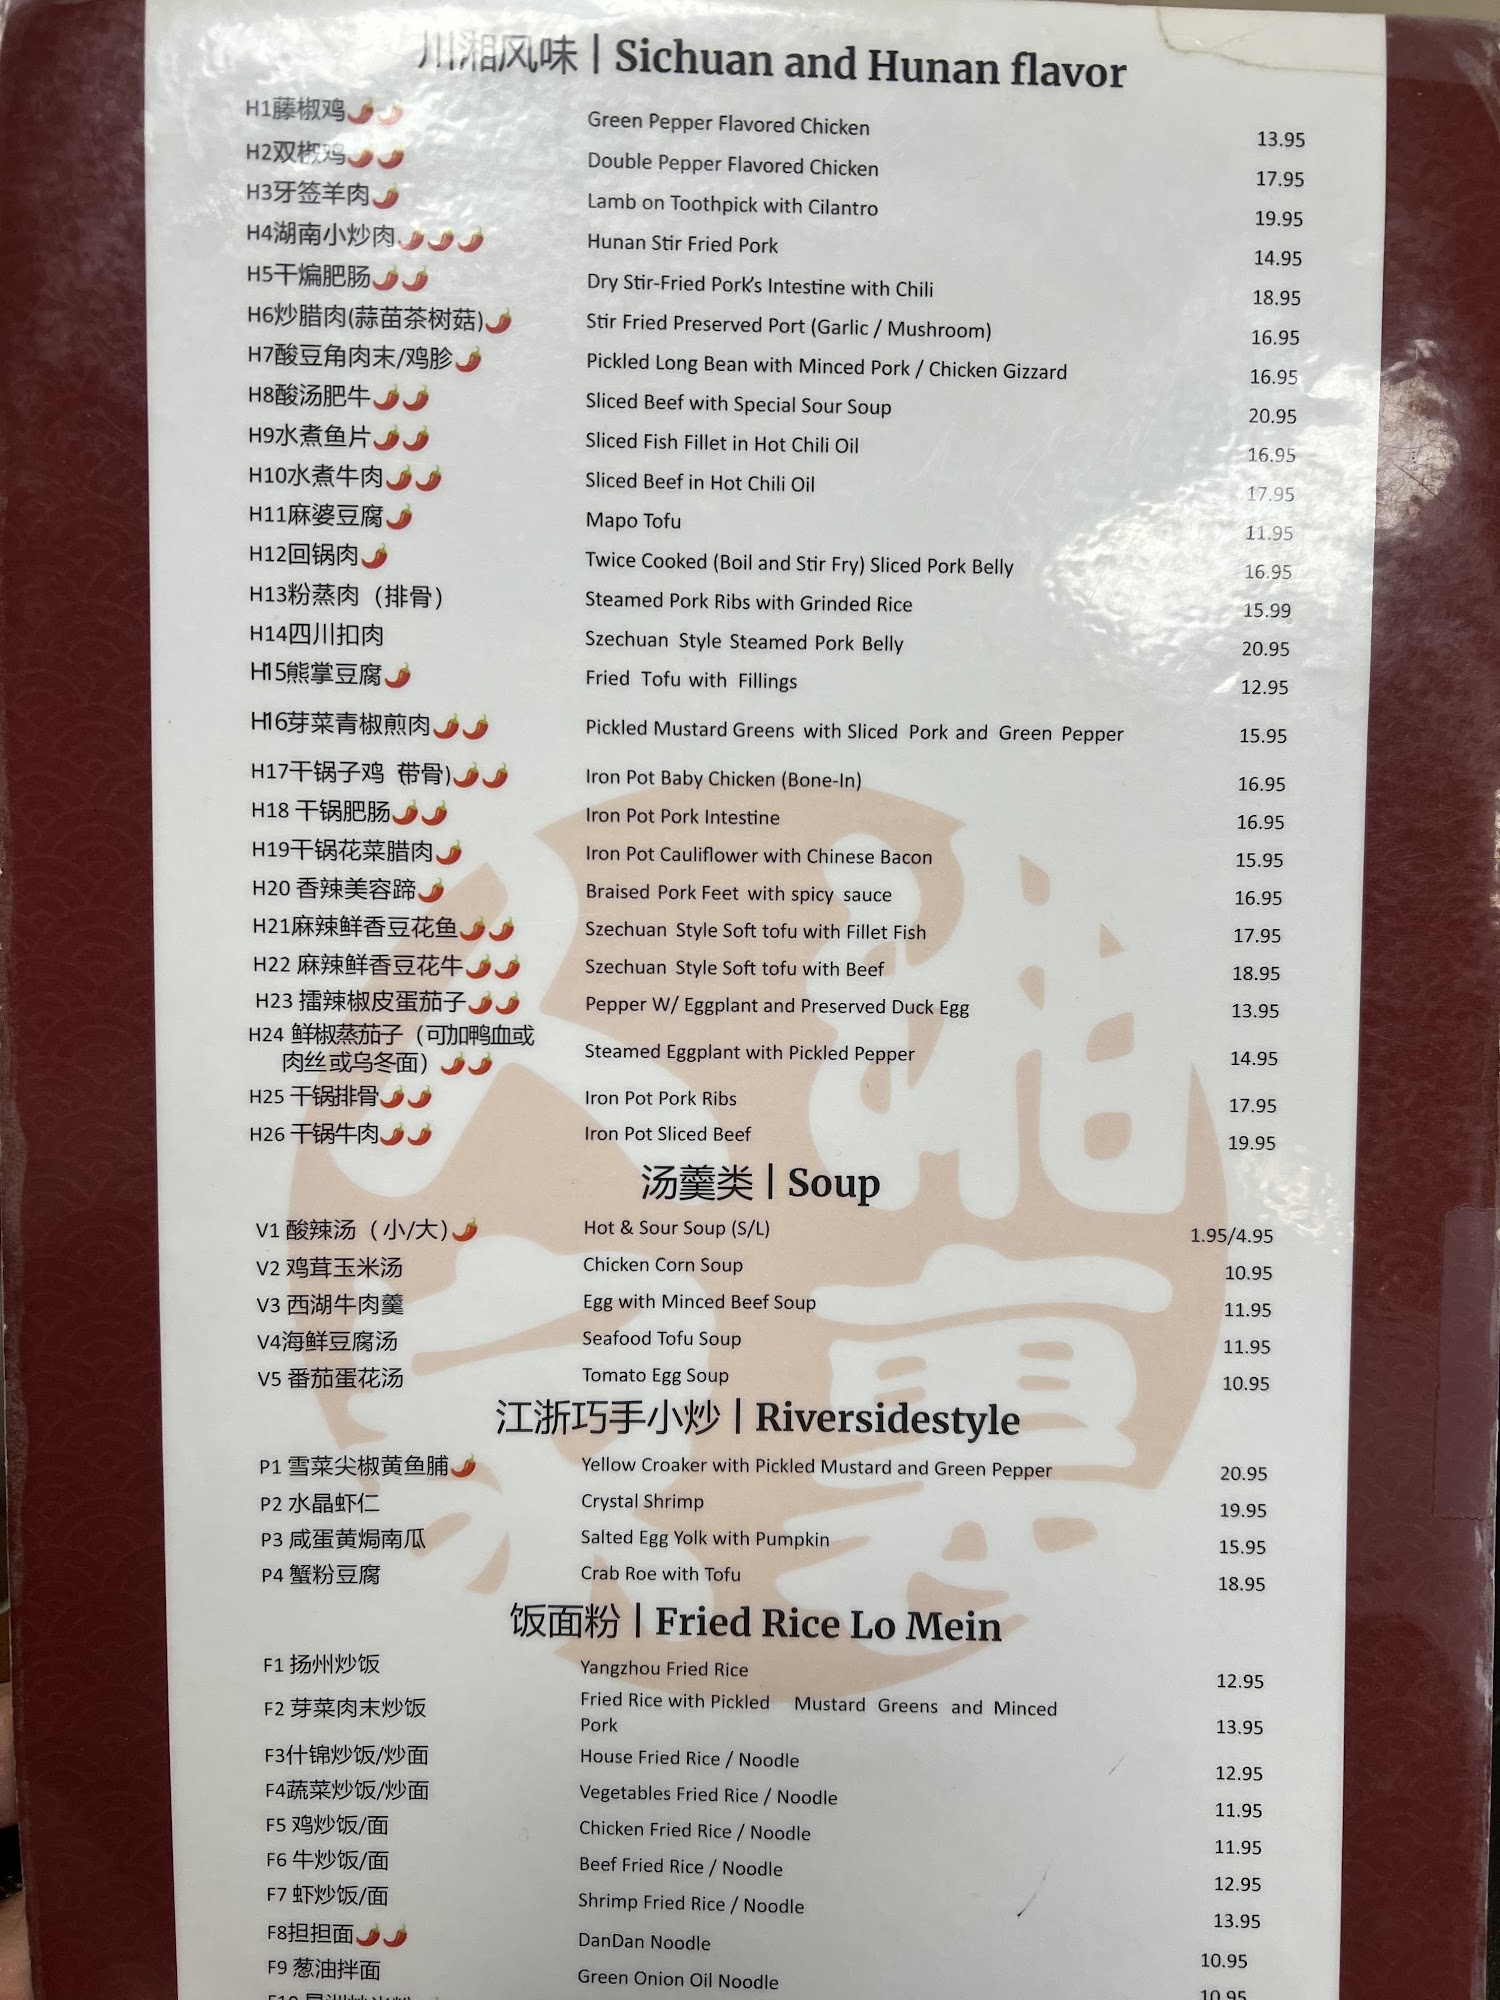 川湘风味 | Sichuan and Hunan flavor
H1藤椒鸡 Green Pepper Flavored Chicken 13.95
H2双椒鸡 Double Pepper Flavored Chicken 17.95
H3牙签羊肉 Lamb on Toothpick with Cilantro 19.95
H4湖南小炒肉 Hunan Stir Fried Pork 14.95
H5干煸肥肠 Dry Stir-Fried Pork's Intestine with Chili 18.95
H6炒腊肉(蒜苗茶树菇) Stir Fried Preserved Port (Garlic / Mushroom) 16.95
H7酸豆角肉末/鸡胗 Pickled Long Bean with Minced Pork / Chicken Gizzard 16.95
H8酸汤肥牛 Sliced Beef with Special Sour Soup 20.95
H9水煮鱼片 Sliced Fish Fillet in Hot Chili Oil 16.95
H10水煮牛肉 Sliced Beef in Hot Chili Oil 17.95
H11麻婆豆腐 Mapo Tofu 11.95
H12回锅肉 Twice Cooked (Boil and Stir Fry) Sliced Pork Belly 16.95
H13粉蒸肉（排骨） Steamed Pork Ribs with Grinded Rice 15.99
H14四川扣肉 Szechuan Style Steamed Pork Belly 20.95
H15熊掌豆腐 Fried Tofu with Fillings 12.95
H16芽菜青椒煎肉 Pickled Mustard Greens with Sliced Pork and Green Pepper 15.95
H17干锅子鸡（带骨) Iron Pot Baby Chicken (Bone-In) 16.95
H18 干锅肥肠 Iron Pot Pork Intestine 16.95
H19干锅花菜腊肉 Iron Pot Cauliflower with Chinese Bacon 15.95
H20 香辣美容蹄 Braised Pork Feet with spicy sauce 16.95
H21麻辣鲜香豆花鱼 Szechuan Style Soft tofu with Fillet Fish 17.95
H22 麻辣鲜香豆花牛 Szechuan Style Soft tofu with Beef 18.95
H23 擂辣椒皮蛋茄子 Pepper W/ Eggplant and Preserved Duck Egg 13.95
H24 鲜椒蒸茄子（可加鸭血或
肉丝或乌冬面） Steamed Eggplant with Pickled Pepper 14.95
H25 干锅排骨 Iron Pot Pork Ribs 17.95
H26 干锅牛肉 Iron Pot Sliced Beef 19.95
汤羹类 | Soup
V1 酸辣汤（小/大) Hot & Sour Soup (S/L) 1.95/4.95
V2 鸡茸玉米汤 Chicken Corn Soup 10.95
V3 西湖牛肉羹 Egg with Minced Beef Soup 11.95
V4海鲜豆腐汤 Seafood Tofu Soup 11.95
V5 番茄蛋花汤 Tomato Egg Soup 10.95
江浙巧手小炒 | Riversidestyle
P1 雪菜尖椒黄鱼脯 Yellow Croaker with Pickled Mustard and Green Pepper 20.95
P2 水晶虾仁 Crystal Shrimp 19.95
P3 咸蛋黄焗南瓜 Salted Egg Yolk with Pumpkin 15.95
P4 蟹粉豆腐 Crab Roe with Tofu 18.95
饭面粉 | Fried Rice Lo Mein
F1 扬州炒饭 Yangzhou Fried Rice 12.95
F2 芽菜肉末炒饭 Fried Rice with Pickled Mustard Greens and Minced
Pork 13.95
F3什锦炒饭/炒面 House Fried Rice / Noodle 12.95
F4蔬菜炒饭/炒面 Vegetables Fried Rice / Noodle 11.95
F5 鸡炒饭/面 Chicken Fried Rice / Noodle 11.95
F6 牛炒饭/面 Beef Fried Rice / Noodle 12.95
F7 虾炒饭/面 Shrimp Fried Rice / Noodle 13.95
F8担担面 DanDan Noodle 10.95
F9 葱油拌面 Green Onion Oil Noodle 10.95